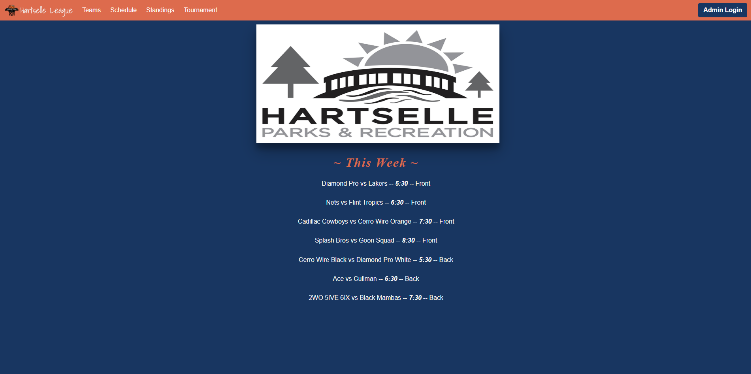 Hartselle League Teams Schedule Standings Tournament Admin Login
HARTSELLE
PARKS & RECREATION
~ This Week ~
Diamond Pro vs Lakers -- 5:30 -- Front
Nets vs Flint Tropics -- 6:30 -- Front
Cadillac Cowboys vs Cerro Wire Orange -- 7:30 -- Front
Splash Bros vs Goon Squad -- 8:30 -- Front
Cerro Wire Black vs Diamond Pro White -- 5:30 -- Back
Ace vs Cullman -- 6:30 -- Back
2WO 5IVE 6IX vs Black Mambas -- 7:30 -- Back